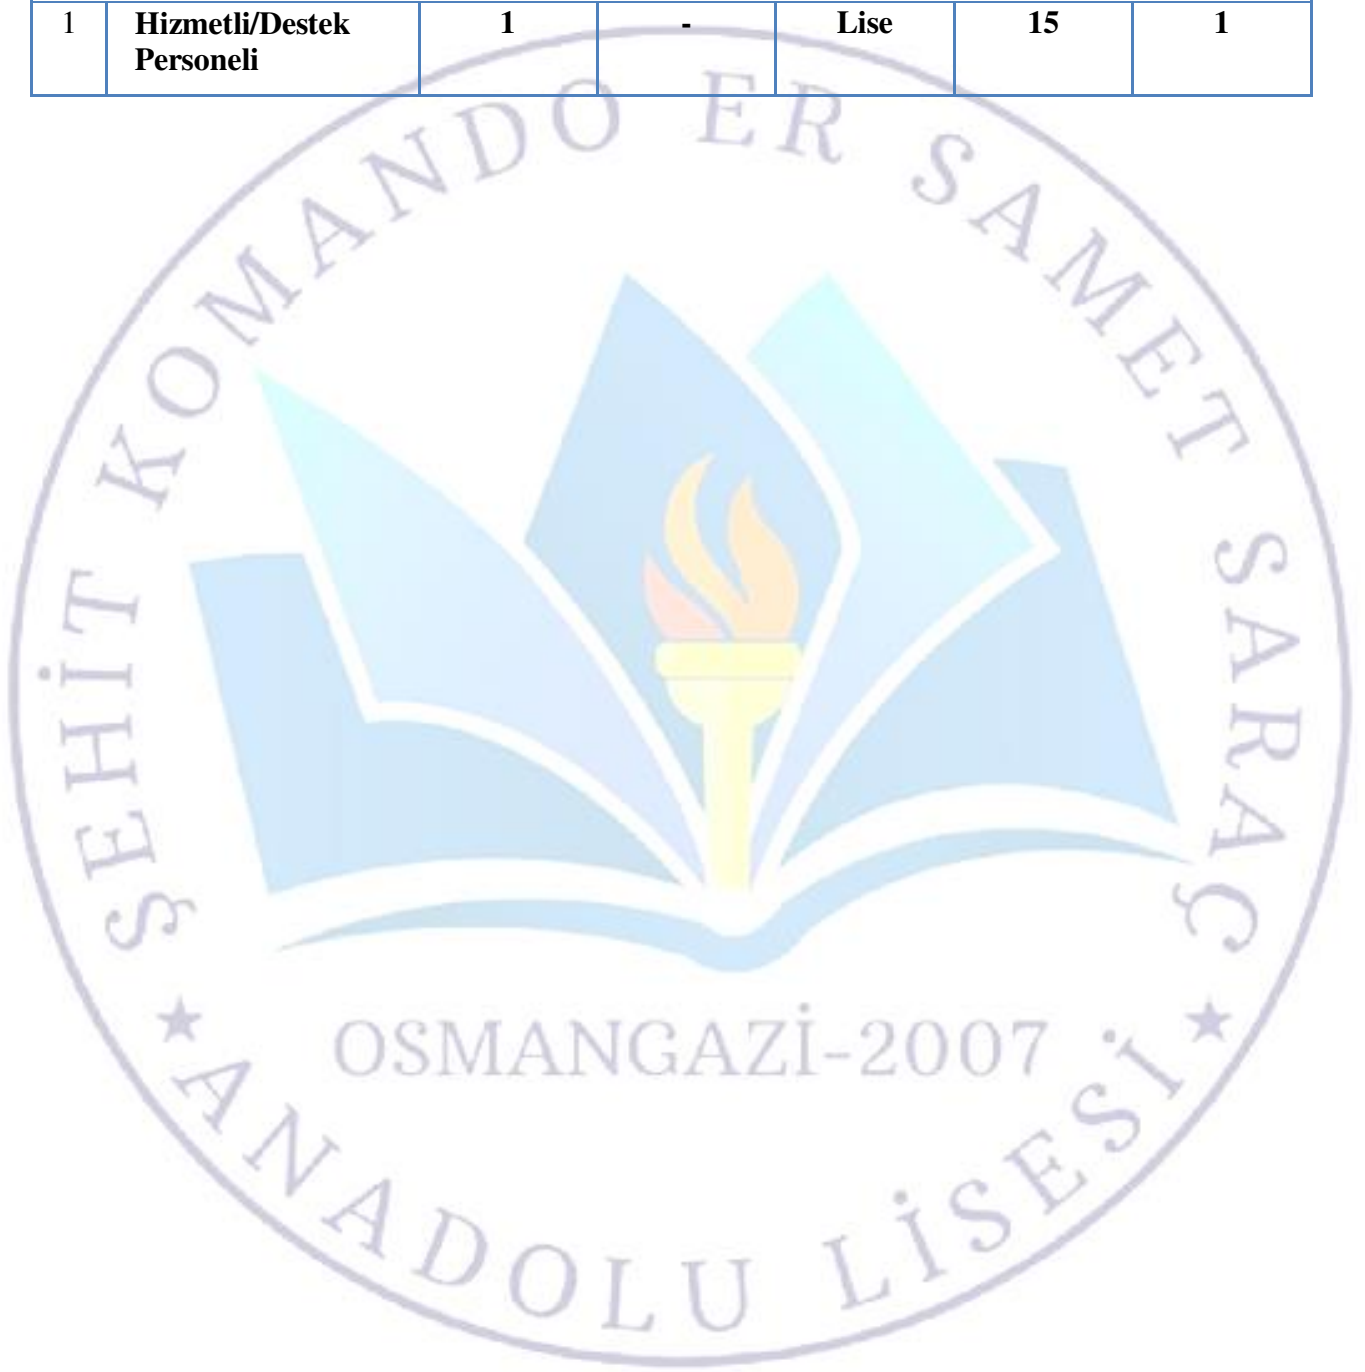 1 Hizmetli/Destek Personeli 1 - Lise 15 1
ŞEHİT KOMANDO ER SAMET SARAÇ
OSMANGAZİ-2007
★ ANADOLU LİSESİ ★